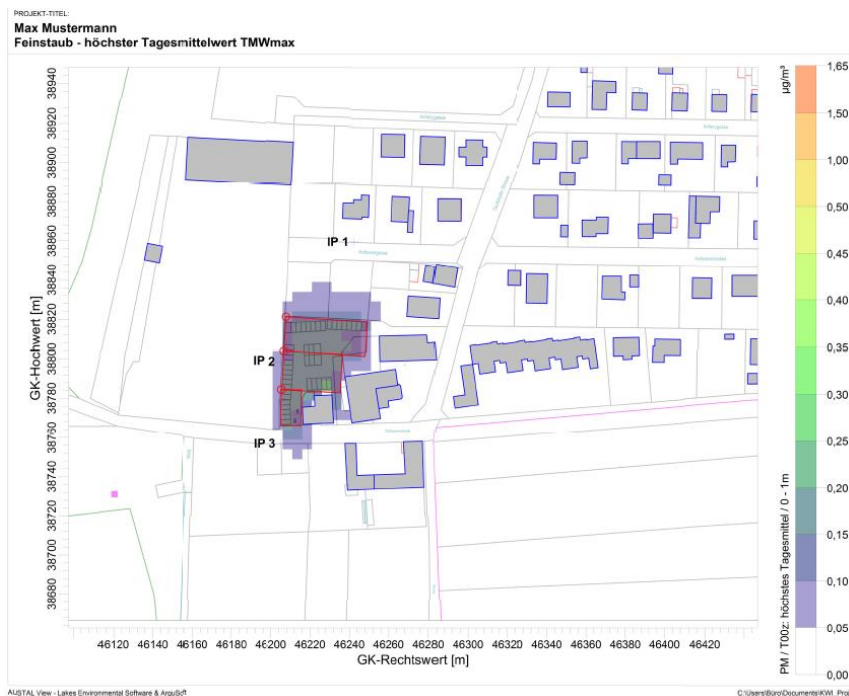 PROJEKT-TITEL:
Max Mustermann
Feinstaub - höchster Tagesmittelwert TMWmax
GK-Hochwert [m]
38940
38920
38900
38880
38860
38840
38820
38800
38780
38760
38740
38720
38700
38680
IP 1
IP 2
IP 3
46120 46140 46160 46180 46200 46220 46240 46260 46280 46300 46320 46340 46360 46380 46400 46420
GK-Rechtswert [m]
µg/m³
PM / T00z: höchstes Tagesmittel / 0 - 1m
1,65
1,50
1,00
0,50
0,40
0,35
0,30
0,25
0,20
0,15
0,10
0,05
0,00
AUSTAL View - Lakes Environmental Software & ArguSoft
C:\Users\Büro\Documents\KWI_Proj